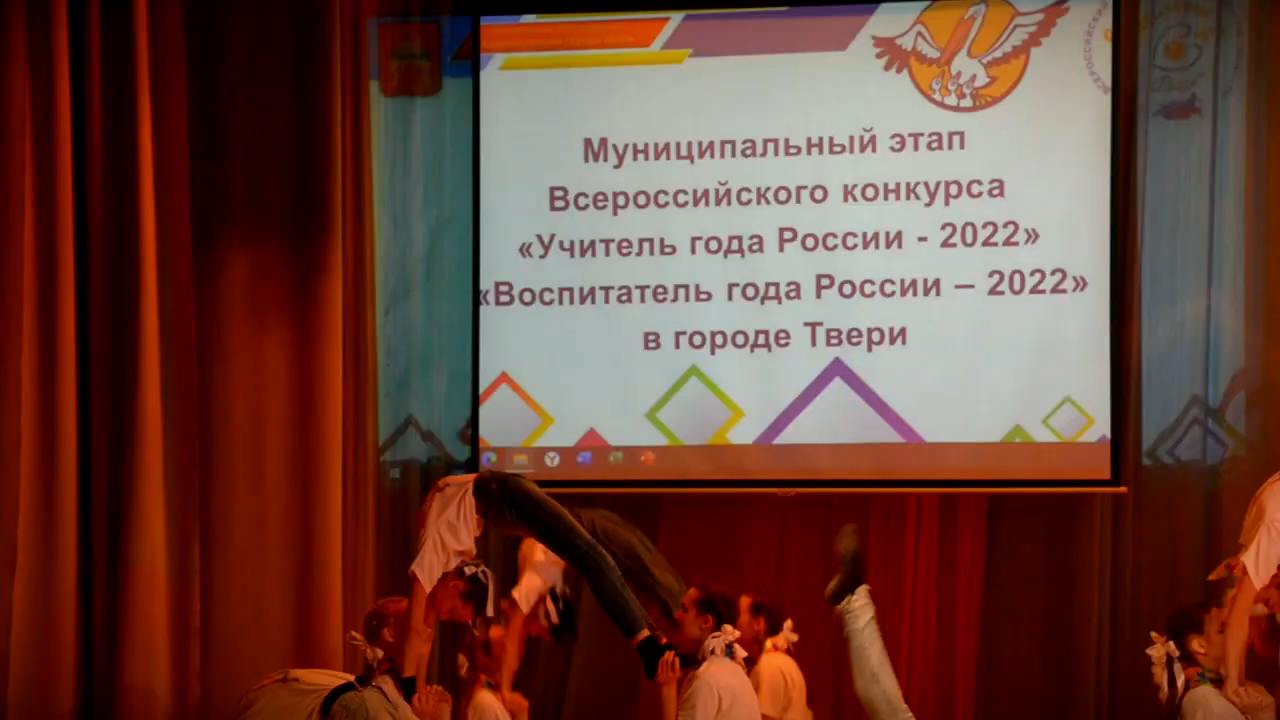 Муниципальный этап
Всероссийского конкурса
«Учитель года России - 2022»
«Воспитатель года России – 2022»
в городе Твери